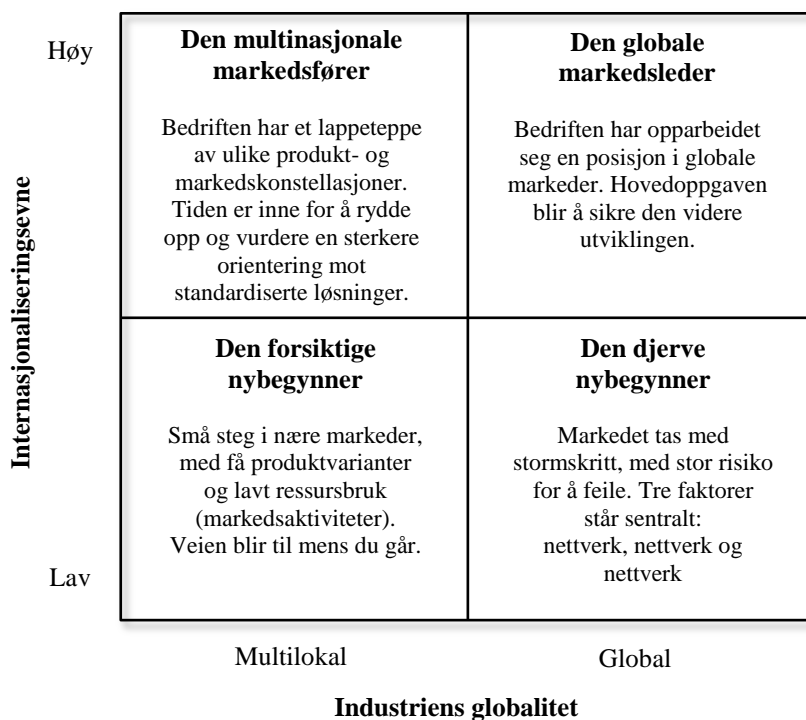 Høy
Den multinasjonale
markedsfører
Bedriften har et lappeteppe
av ulike produkt- og
markedskonstellasjoner.
Tiden er inne for å rydde
opp og vurdere en sterkere
orientering mot
standardiserte løsninger.
Den globale
markedsleder
Bedriften har opparbeidet
seg en posisjon i globale
markeder. Hovedoppgaven
blir å sikre den videre
utviklingen.
Internasjonaliseringsevne
Den forsiktige
nybegynner
Små steg i nære markeder,
med få produktvarianter
og lavt ressursbruk
(markedsaktiviteter).
Veien blir til mens du går.
Den djerve
nybegynner
Markedet tas med
stormskritt, med stor risiko
for å feile. Tre faktorer
står sentralt:
nettverk, nettverk og
nettverk
Lav
Multilokal
Global
Industriens globalitet